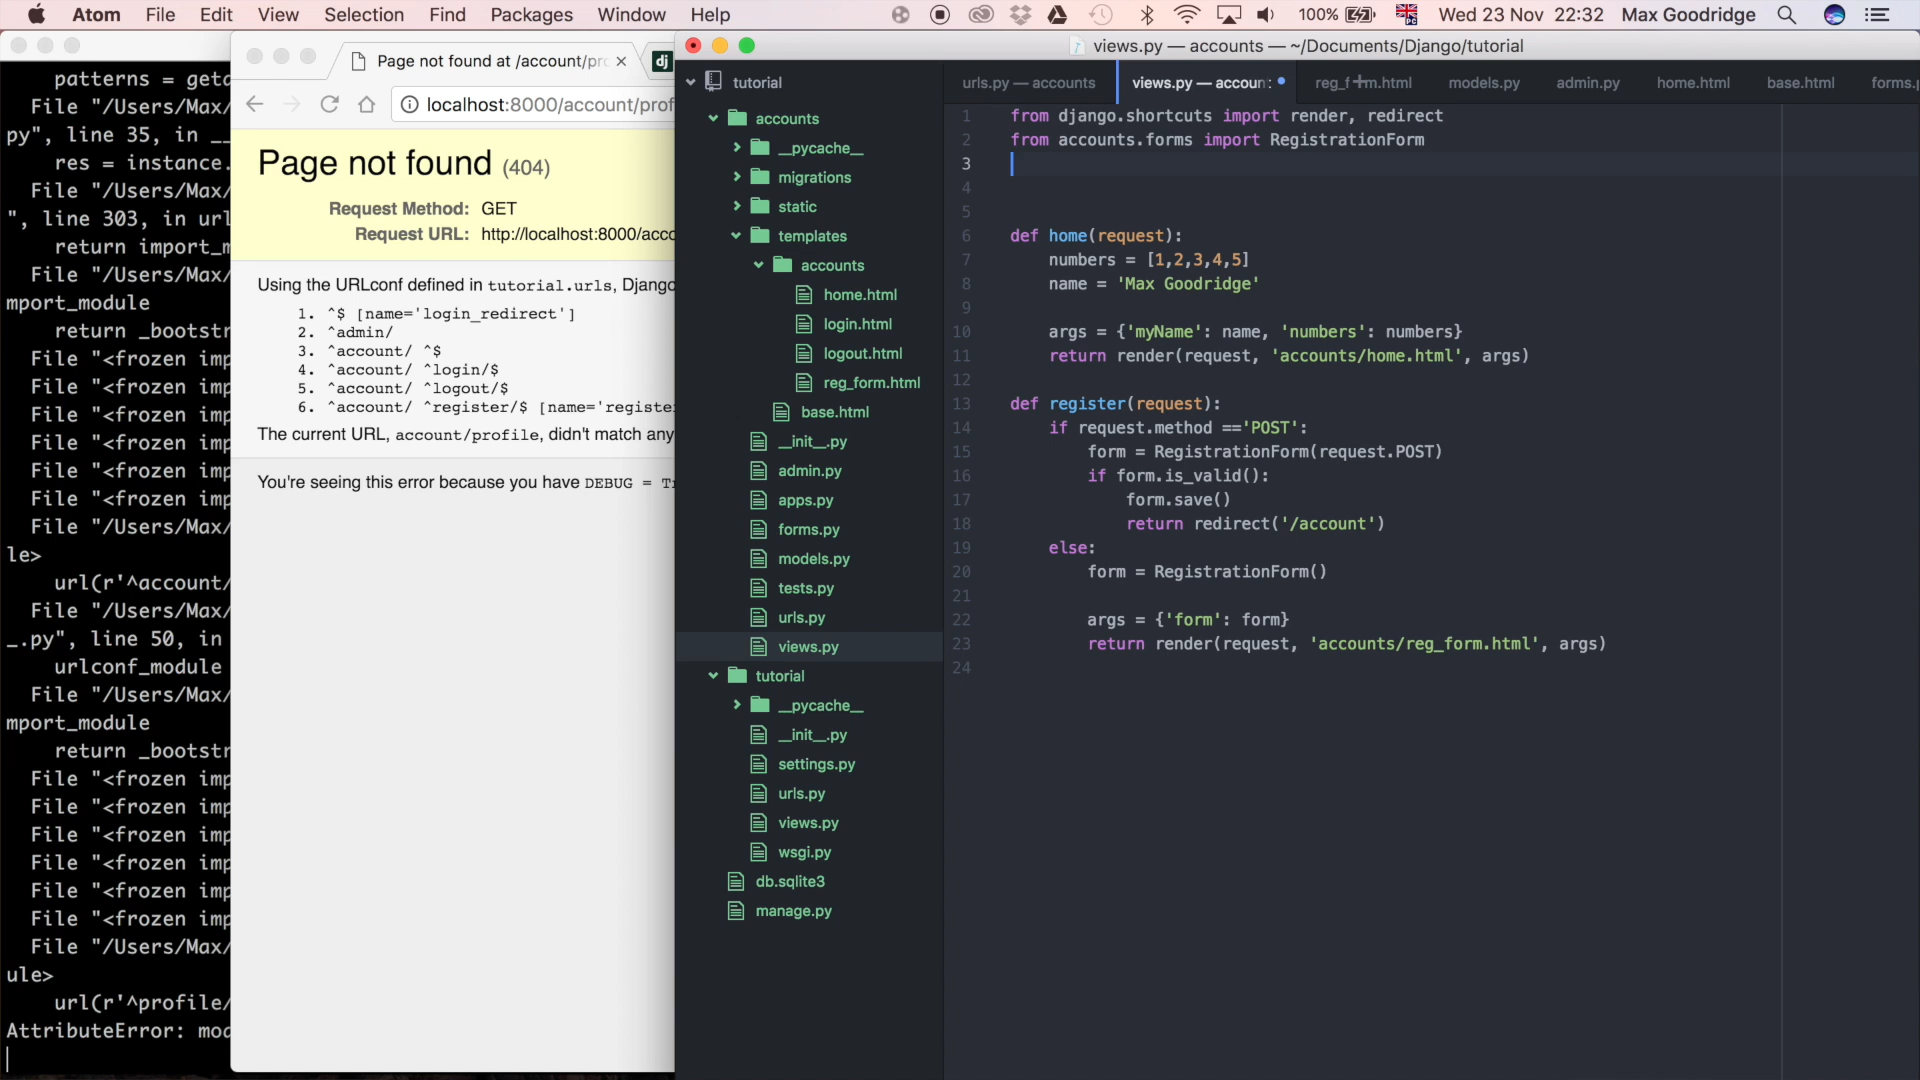 Atom File Edit View Selection Find Packages Window Help 100% Wed 23 Nov 22:32 Max Goodridge
patterns = geta
File "/Users/Max/
py", line 35, in __
res = instance.
File "/Users/Max/
", line 303, in url
return import_m
File "/Users/Max/
mport_module
return _bootstr
File "<frozen imp
File "<frozen imp
File "<frozen imp
File "<frozen imp
File "<frozen imp
File "<frozen imp
File "/Users/Max/
le>
url(r'^account/
File "/Users/Max/
_.py", line 50, in
urlconf_module
File "/Users/Max/
mport_module
return _bootstr
File "<frozen imp
File "<frozen imp
File "<frozen imp
File "<frozen imp
File "<frozen imp
File "<frozen imp
File "/Users/Max/
ule>
url(r'^profile/
AttributeError: mod
Page not found at /account/pro
dj
localhost:8000/account/prof
Page not found (404)
Request Method: GET
Request URL: http://localhost:8000/acco
Using the URLconf defined in tutorial.urls, Django
1. ^$ [name='login_redirect']
2. ^admin/
3. ^account/ ^$
4. ^account/ ^login/$
5. ^account/ ^logout/$
6. ^account/ ^register/$ [name='register
The current URL, account/profile, didn't match any
You're seeing this error because you have DEBUG = Tr
views.py — accounts — ~/Documents/Django/tutorial
tutorial
accounts
__pycache__
migrations
static
templates
accounts
home.html
login.html
logout.html
reg_form.html
base.html
__init__.py
admin.py
apps.py
forms.py
models.py
tests.py
urls.py
views.py
tutorial
__pycache__
__init__.py
settings.py
urls.py
views.py
wsgi.py
db.sqlite3
manage.py
urls.py — accounts views.py — accoun reg_form.html models.py admin.py home.html base.html forms.p
1 from django.shortcuts import render, redirect
2 from accounts.forms import RegistrationForm
3
4
5
6 def home(request):
7 numbers = [1,2,3,4,5]
8 name = 'Max Goodridge'
9
10 args = {'myName': name, 'numbers': numbers}
11 return render(request, 'accounts/home.html', args)
12
13 def register(request):
14 if request.method =='POST':
15 form = RegistrationForm(request.POST)
16 if form.is_valid():
17 form.save()
18 return redirect('/account')
19 else:
20 form = RegistrationForm()
21
22 args = {'form': form}
23 return render(request, 'accounts/reg_form.html', args)
24